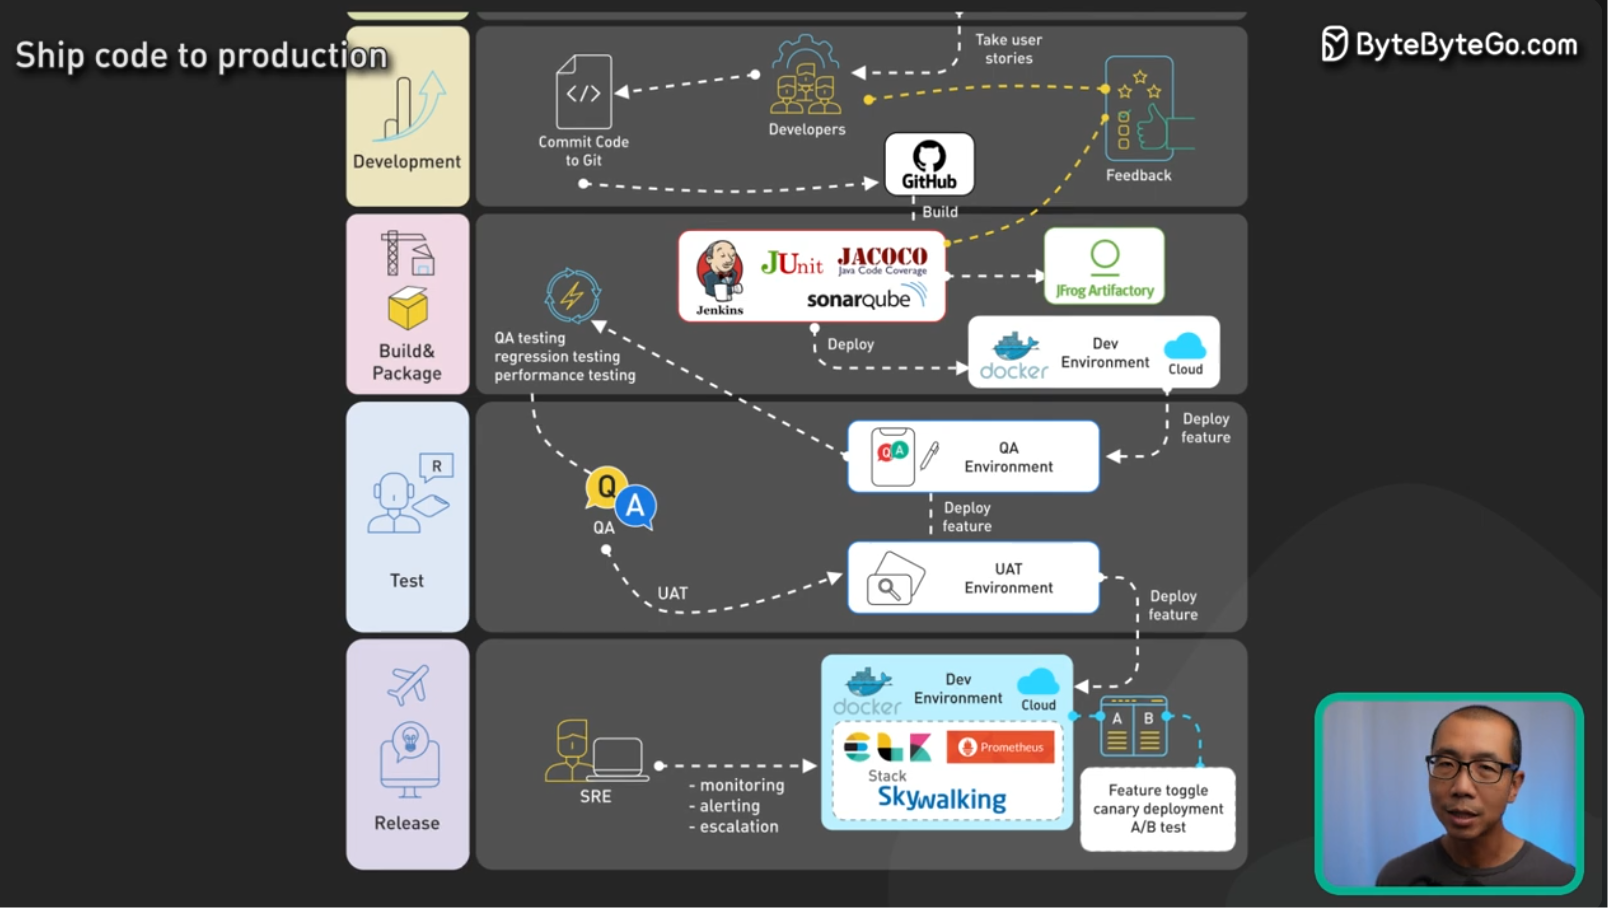 Ship code to production
ByteByteGo.com
Take user
stories
Developers
Commit Code
to Git
GitHub
Feedback
Development
Build
Jenkins
JUnit
JACOCO
Java Code Coverage
sonarqube
JFrog Artifactory
QA testing
regression testing
performance testing
Deploy
docker
Dev
Environment
Cloud
Build&
Package
Deploy
feature
R
Q A
QA
Environment
Q
A
QA
Deploy
feature
UAT
UAT
Environment
Deploy
feature
Test
docker
Dev
Environment
Cloud
A B
ELK
Stack
Prometheus
Skywalking
SRE
- monitoring
- alerting
- escalation
Feature toggle
canary deployment
A/B test
Release